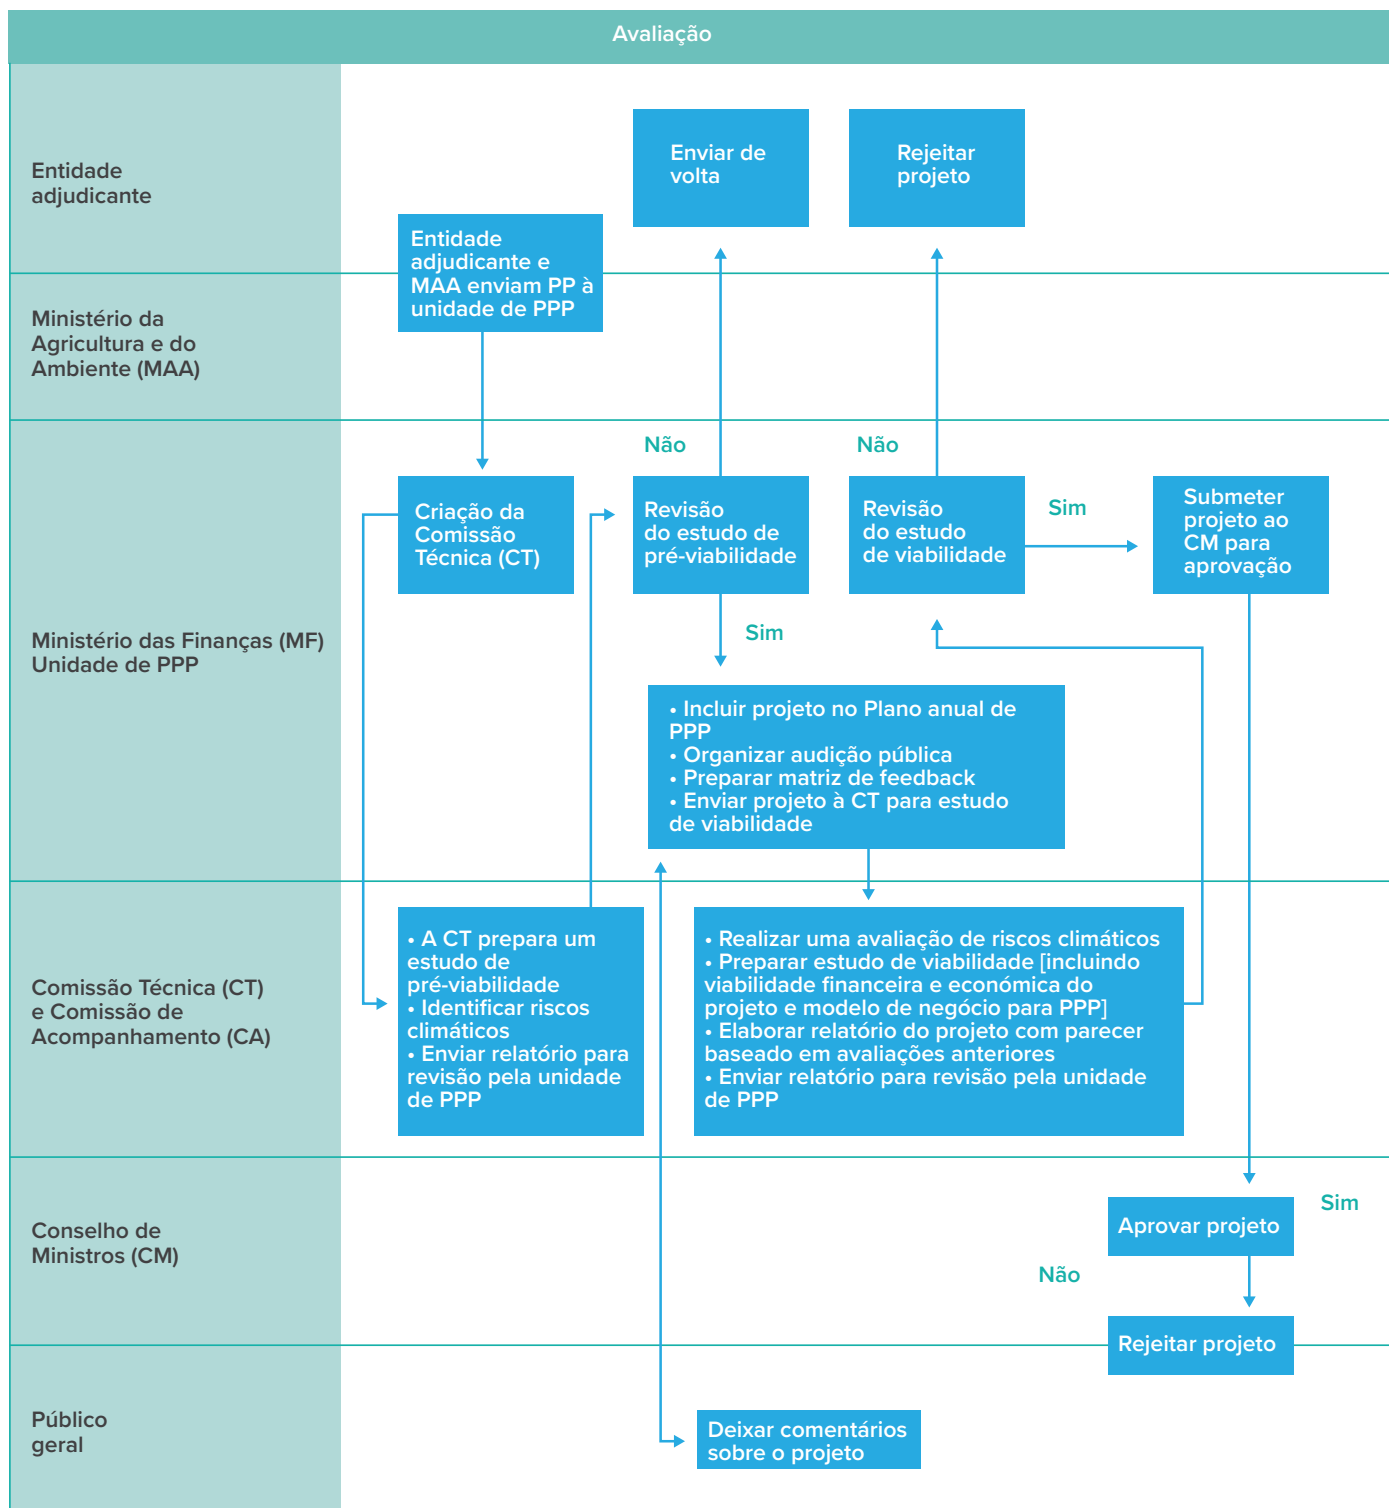 Avaliação
Entidade
adjudicante
Enviar de
volta
Rejeitar
projeto
Entidade
adjudicante e
MAA enviam PP à
unidade de PPP
Ministério da
Agricultura e do
Ambiente (MAA)
Ministério das Finanças (MF)
Unidade de PPP
Não
Não
Criação da
Comissão
Técnica (CT)
Revisão
do estudo de
pré-viabilidade
Revisão
do estudo
de viabilidade
Sim
Submeter
projeto ao
CM para
aprovação
Sim
• Incluir projeto no Plano anual de
PPP
• Organizar audição pública
• Preparar matriz de feedback
• Enviar projeto à CT para estudo
de viabilidade
Comissão Técnica (CT)
e Comissão de
Acompanhamento (CA)
• A CT prepara um
estudo de
pré-viabilidade
• Identificar riscos
climáticos
• Enviar relatório para
revisão pela unidade
de PPP
• Realizar uma avaliação de riscos climáticos
• Preparar estudo de viabilidade [incluindo
viabilidade financeira e económica do
projeto e modelo de negócio para PPP]
• Elaborar relatório do projeto com parecer
baseado em avaliações anteriores
• Enviar relatório para revisão pela unidade
de PPP
Conselho de
Ministros (CM)
Sim
Aprovar projeto
Não
Rejeitar projeto
Público
geral
Deixar comentários
sobre o projeto